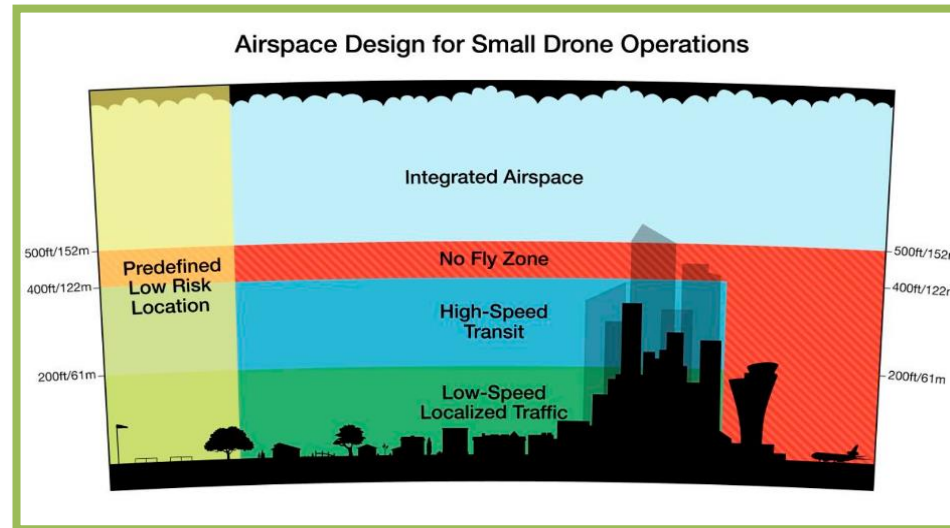 Airspace Design for Small Drone Operations
Integrated Airspace
500ft/152m
500ft/152m
No Fly Zone
Predefined
Low Risk
Location
400ft/122m
400ft/122m
High-Speed
Transit
200ft/61m
200ft/61m
Low-Speed
Localized Traffic